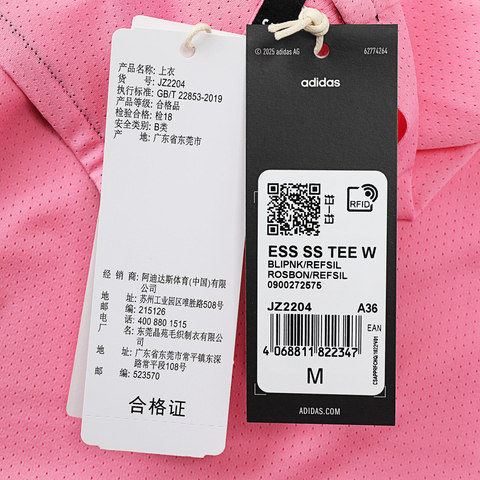 产品名称: 上衣
货 号: JZ2204
执行标准: GB/T 22853-2019
产品等级: 合格品
检验合格: 检18
安全类别: B类
产 地: 广东省东莞市
经 销 商: 阿迪达斯体育(中国)有限
公司
地 址: 苏州工业园区唯胜路508号
邮 编: 215126
电 话: 400 880 1515
制 造 商: 东莞晶苑毛织制衣有限公司
地 址: 广东省东莞市常平镇东深
路常平段108号
邮 编: 523570
合格证
© 2025 adidas AG
62774264
adidas
EI—EI
RFID
ESS SS TEE W
BLIPNK/REFSIL
ROSBON/REFSIL
0900272575
JZ2204 A36
EAN
4 068811 822347
M
ADIDAS.COM